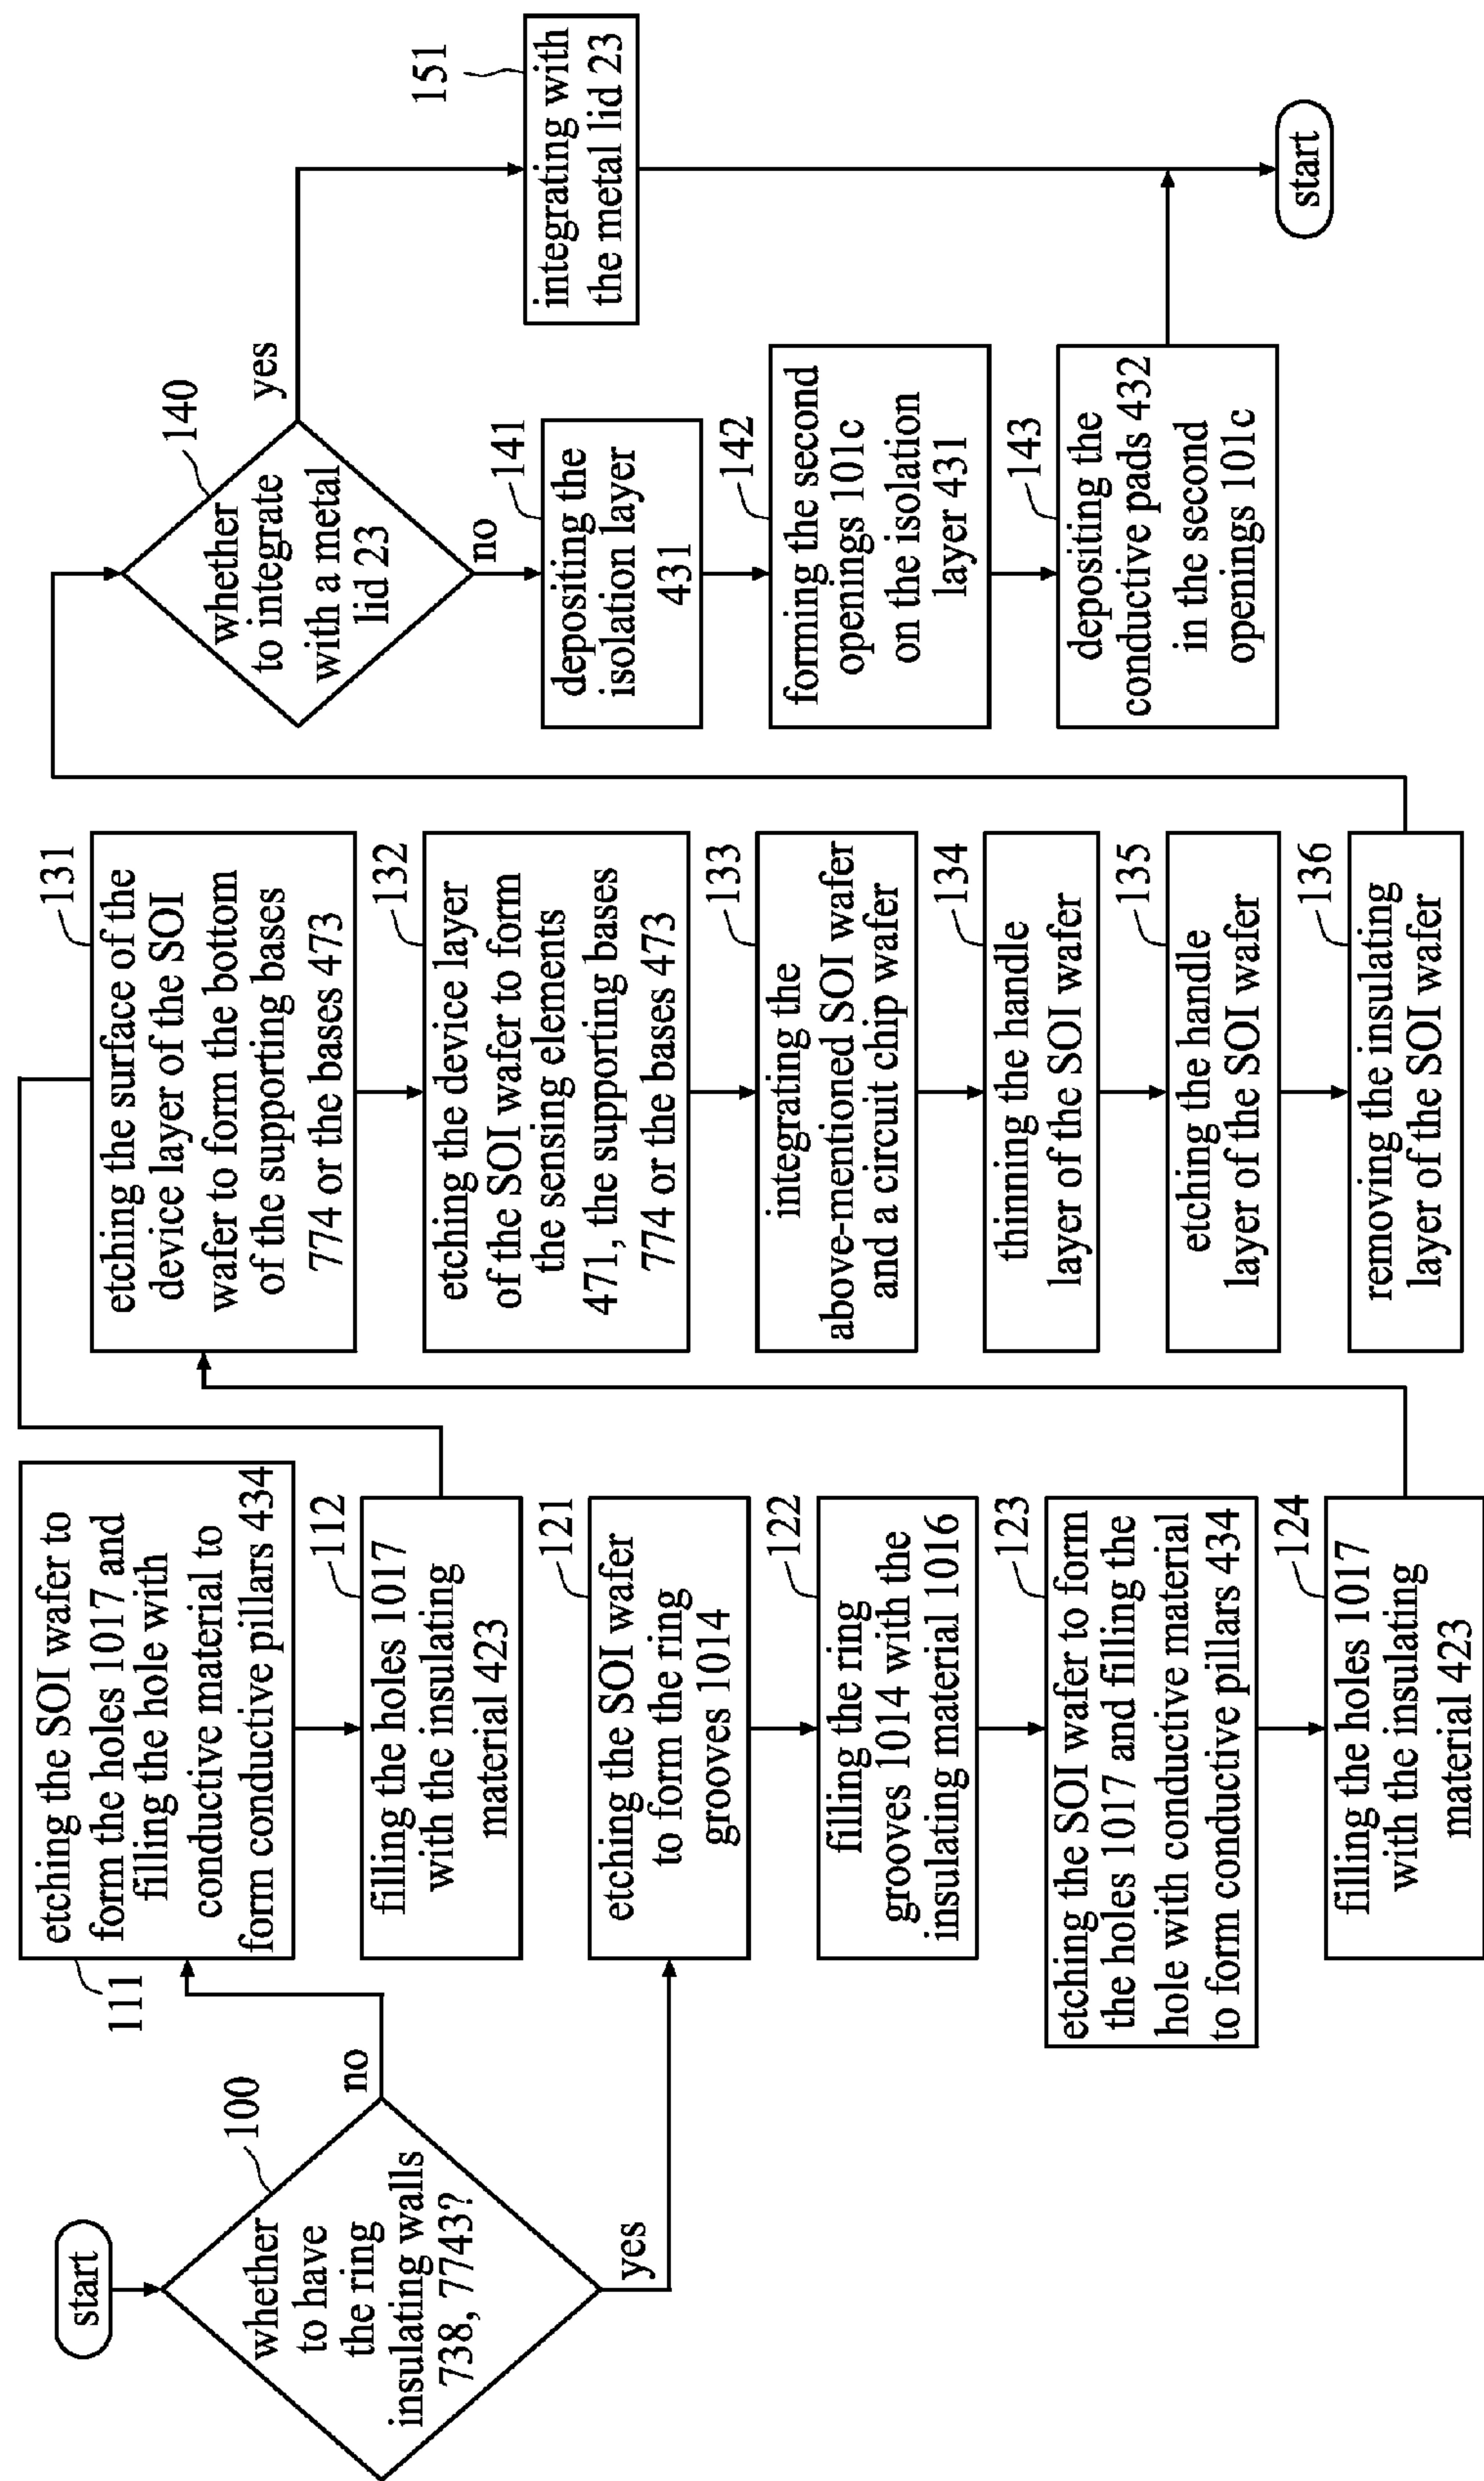 start
whether
to have
the ring
insulating walls
738, 7743?
100
no
yes
111
etching the SOI wafer to
form the holes 1017 and
filling the hole with
conductive material to
form conductive pillars 434
112
filling the holes 1017
with the insulating
material 423
121
etching the SOI wafer
to form the ring
grooves 1014
122
filling the ring
grooves 1014 with the
insulating material 1016
123
etching the SOI wafer to form
the holes 1017 and filling the
hole with conductive material
to form conductive pillars 434
124
filling the holes 1017
with the insulating
material 423
131
etching the surface of the
device layer of the SOI
wafer to form the bottom
of the supporting bases
774 or the bases 473
132
etching the device layer
of the SOI wafer to form
the sensing elements
471, the supporting bases
774 or the bases 473
133
integrating the
above-mentioned SOI wafer
and a circuit chip wafer
134
thinning the handle
layer of the SOI wafer
135
etching the handle
layer of the SOI wafer
136
removing the insulating
layer of the SOI wafer
140
whether
to integrate
with a metal
lid 23
yes
no
141
depositing the
isolation layer
431
142
forming the second
openings 101c
on the isolation
layer 431
143
depositing the
conductive pads 432
in the second
openings 101c
151
integrating with
the metal lid 23
start